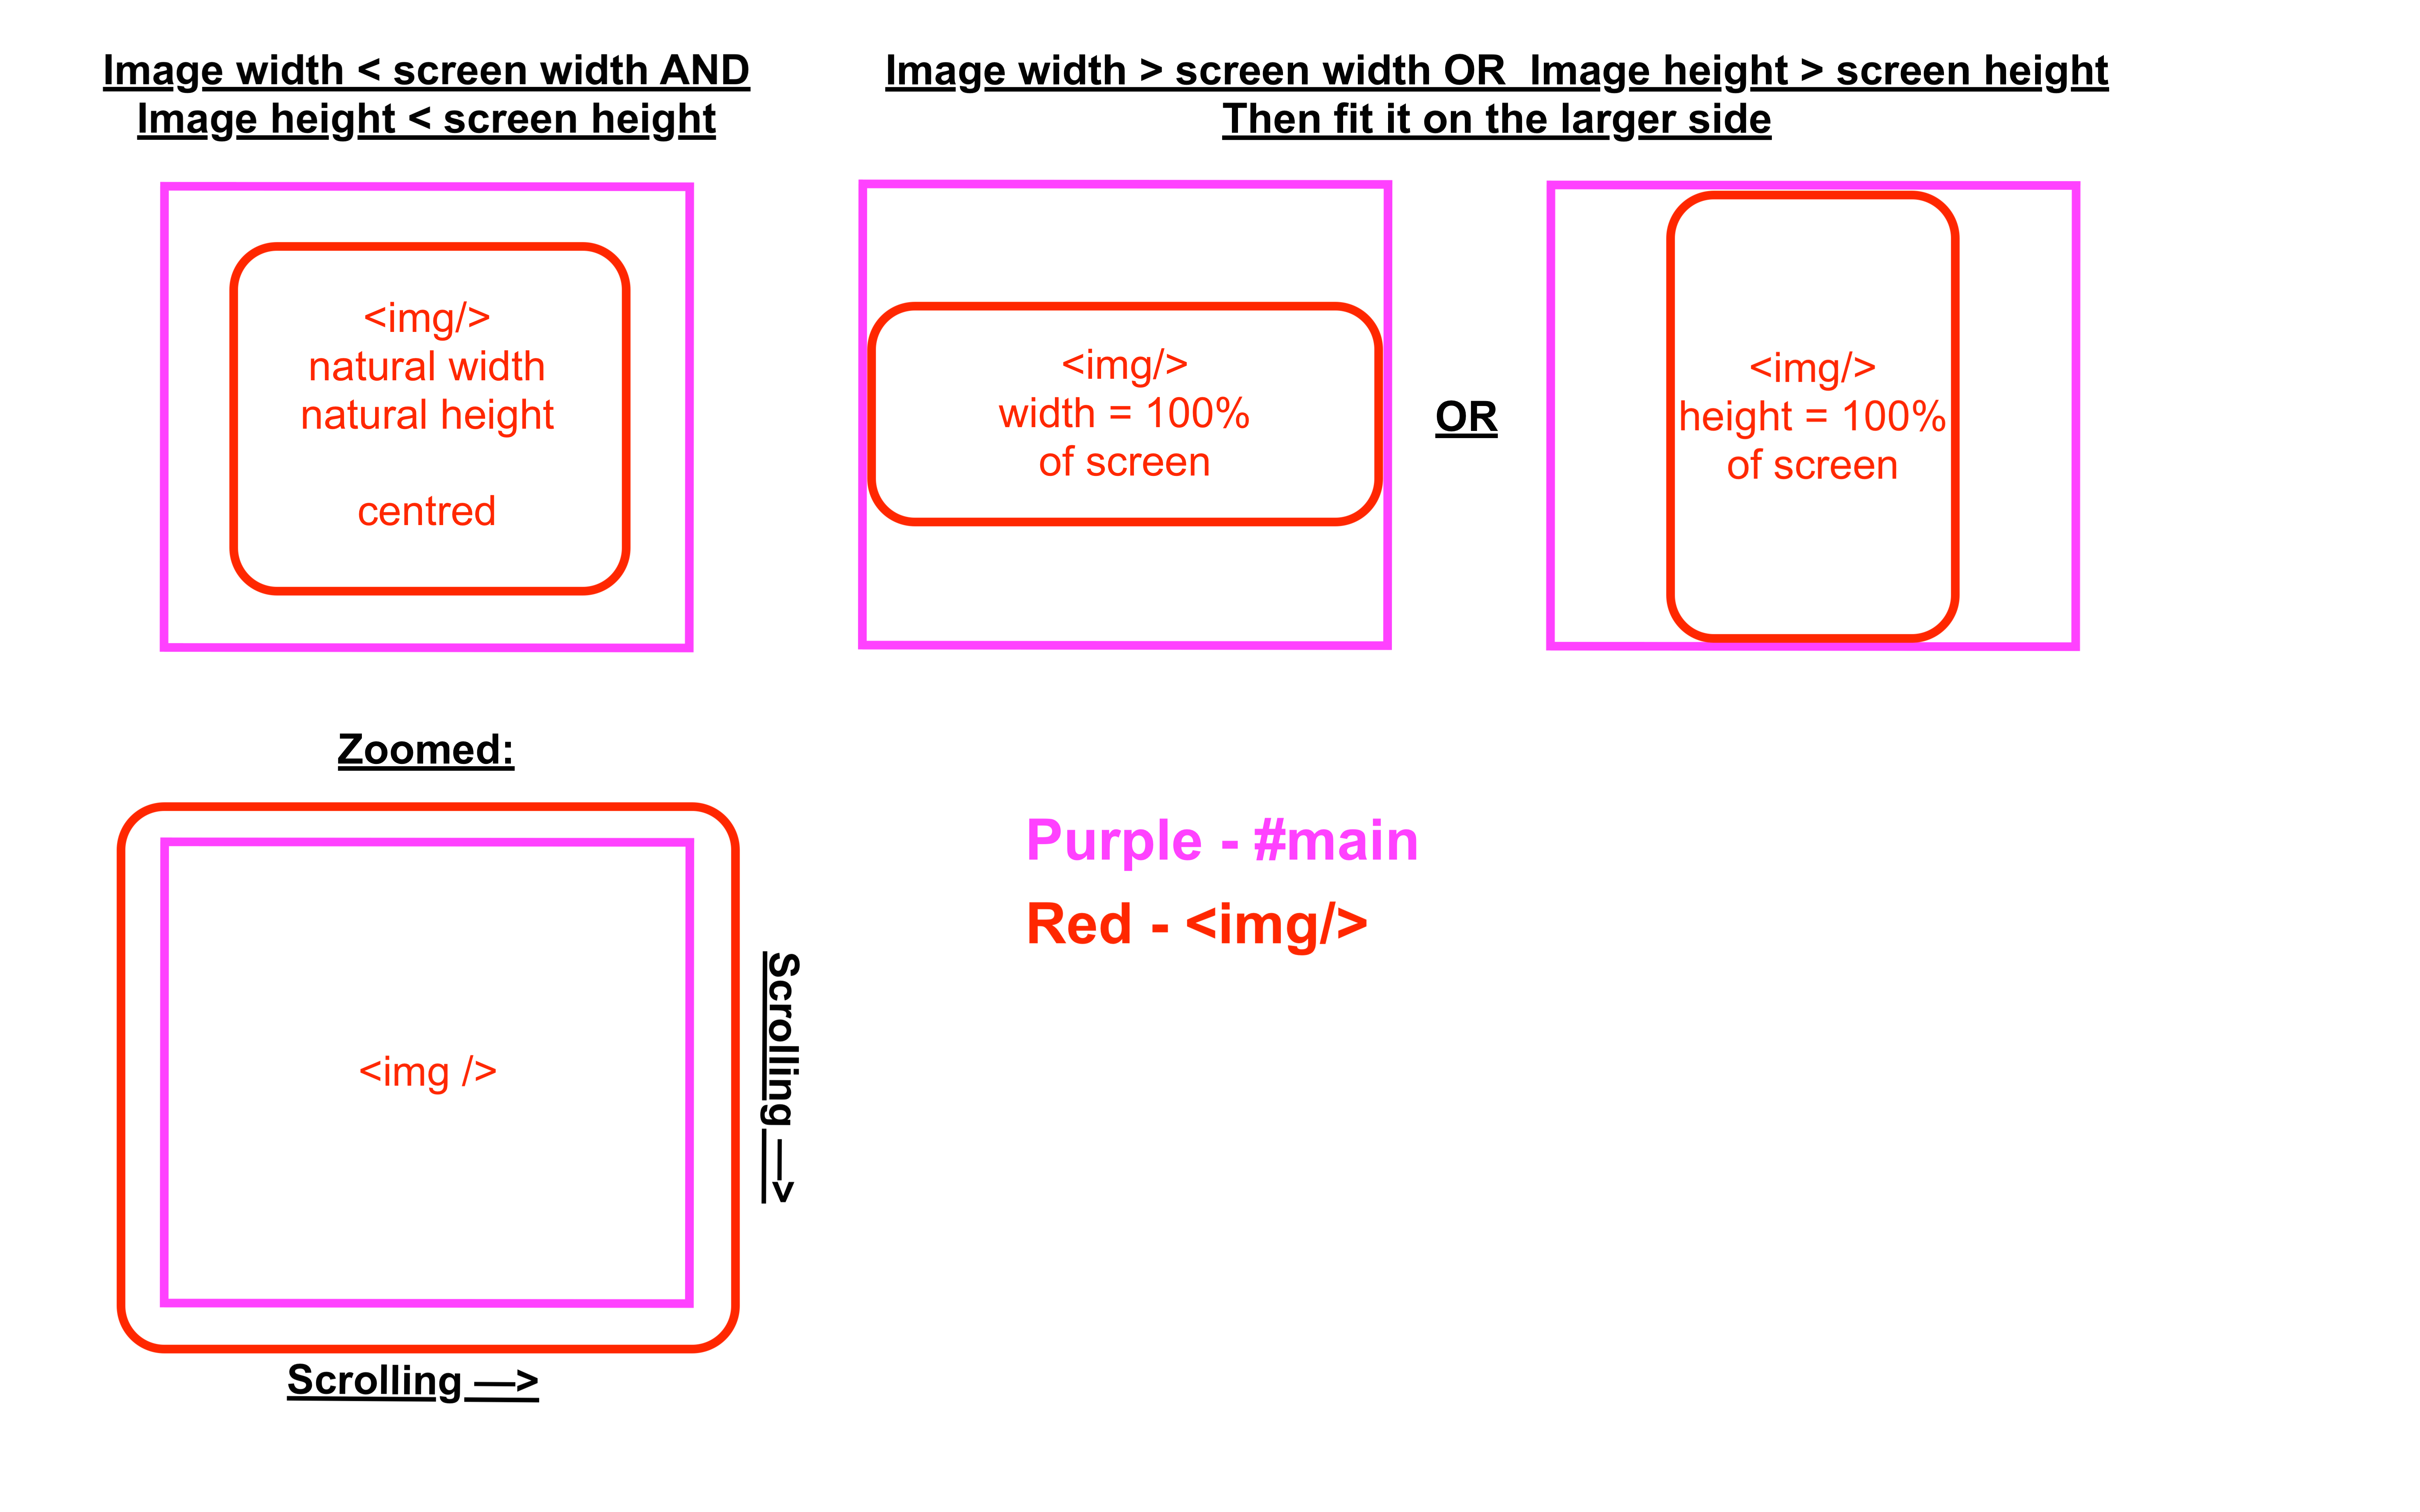 Image width < screen width AND
Image height < screen height
Image width > screen width OR  Image height > screen height
Then fit it on the larger side
<img/>
natural width
natural height
centred
<img/>
width = 100%
of screen
OR
<img/>
height = 100%
of screen
Zoomed:
<img />
Scrolling —>
Scrolling —>
Purple - #main
Red - <img/>